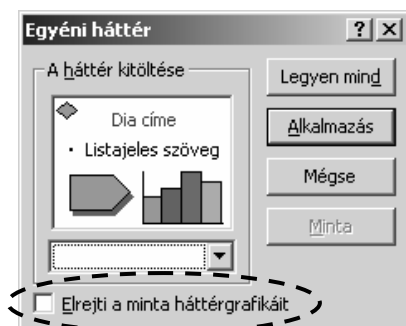 Egyéni háttér
A háttér kitöltése
Dia címe
• Listajeles szöveg
Legyen mind
Alkalmazás
Mégse
Minta
Elrejti a minta háttérgrafikáit